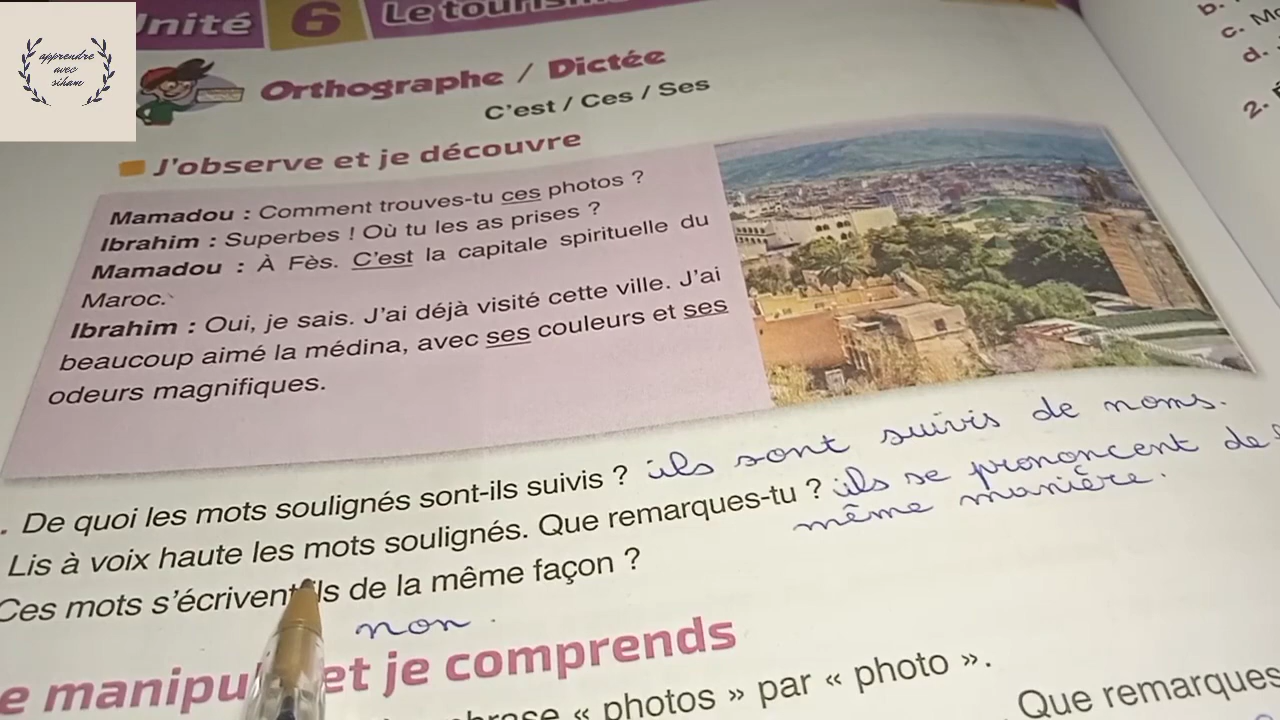 apprendre
avec
siham
Unité 6 Le tourisme
Orthographe / Dictée
C'est / Ces / Ses
J'observe et je découvre
Mamadou : Comment trouves-tu ces photos ?
Ibrahim : Superbes ! Où tu les as prises ?
Mamadou : À Fès. C'est la capitale spirituelle du
Maroc.
Ibrahim : Oui, je sais. J'ai déjà visité cette ville. J'ai
beaucoup aimé la médina, avec ses couleurs et ses
odeurs magnifiques.
De quoi les mots soulignés sont-ils suivis ? ils sont suivis de noms.
Lis à voix haute les mots soulignés. Que remarques-tu ? ils se prononcent de
même manière.
Ces mots s'écrivent ils de la même façon ?
non.
e manipu et je comprends
« photos » par « photo ».
Que remarques
b.
c.
d.
2.